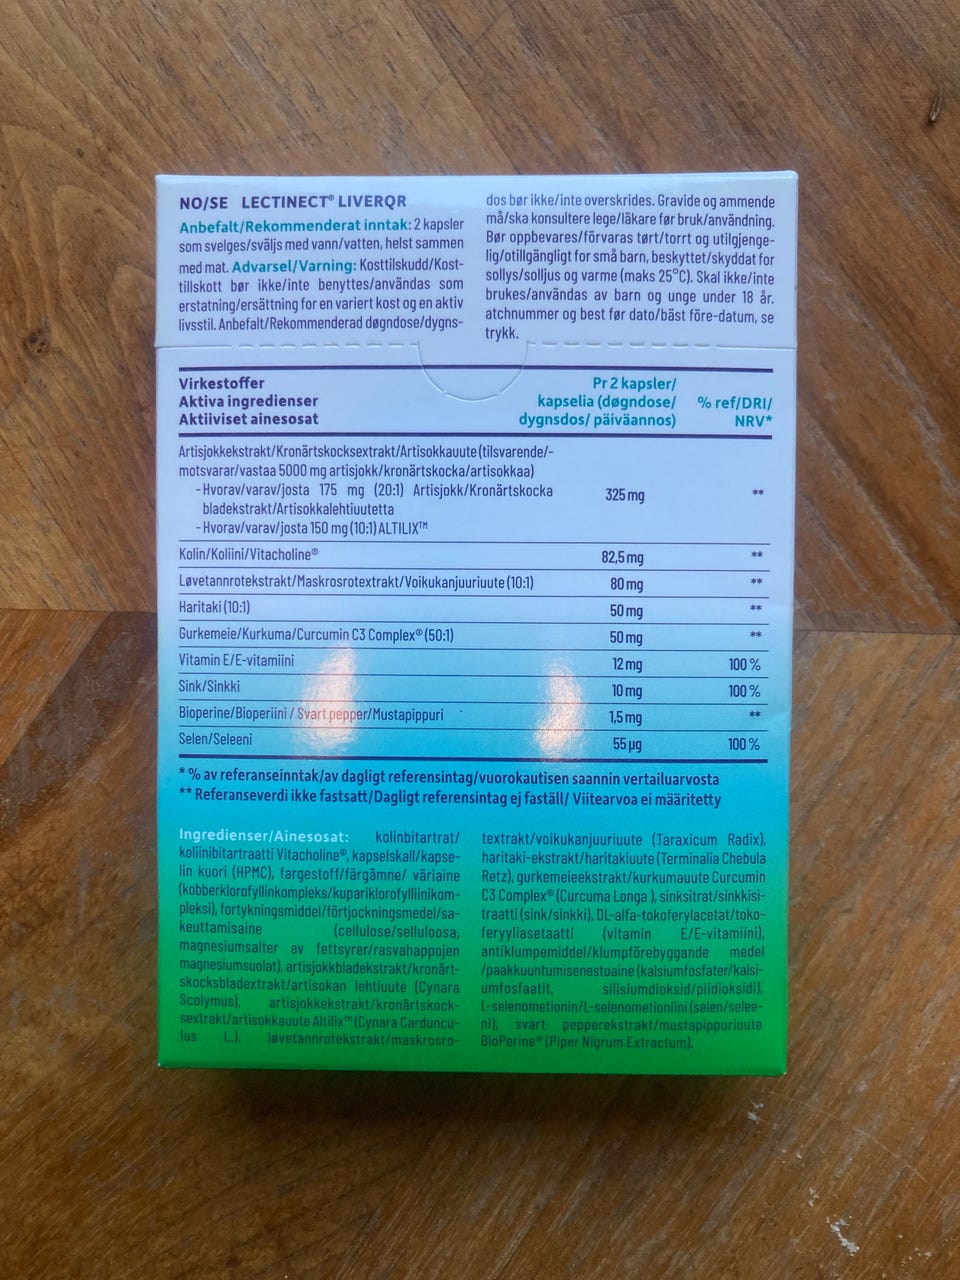 NO/SE LECTINECT® LIVERQR
Anbefalt/Rekommenderat inntak: 2 kapsler
som svelges/sväljs med vann/vatten, helst sammen
med mat. Advarsel/Varning: Kosttilskudd/Kost-
tillskott bør ikke/inte benyttes/användas som
erstatning/ersättning for en variert kost og en aktiv
livsstil. Anbefalt/Rekommenderad døgndose/dygns-
dos bør ikke/inte overskrides. Gravide og ammende
må/ska konsultere lege/läkare før bruk/användning.
Bør oppbevares/förvaras tørt/torrt og utilgjenge-
lig/otillgängligt for små barn, beskyttet/skyddat for
sollys/solljus og varme (maks 25°C). Skal ikke/inte
brukes/användas av barn og unge under 18 år.
atchnummer og best før dato/bäst före-datum, se
trykk.
Virkestoffer
Aktiva ingredienser
Aktiiviset ainesosat
Pr 2 kapsler/
kapselia (døgndose/
dygnsdos/ päiväannos)
% ref/DRI/
NRV*
Artisjokkekstrakt/Kronärtskocksextrakt/Artisokkauute (tilsvarende/-
motsvarar/vastaa 5000 mg artisjokk/kronärtskocka/artisokkaa)
- Hvorav/varav/josta 175 mg (20:1) Artisjokk/Kronärtskocka
bladekstrakt/Artisokkalehtiuutetta
- Hvorav/varav/josta 150 mg (10:1) ALTILIX™
325 mg **
Kolin/Koliini/Vitacholine® 82,5 mg **
Løvetannrotekstrakt/Maskrosrotextrakt/Voikukanjuuriuute (10:1) 80 mg **
Haritaki (10:1) 50 mg **
Gurkemeie/Kurkuma/Curcumin C3 Complex® (50:1) 50 mg **
Vitamin E/E-vitamiini 12 mg 100 %
Sink/Sinkki 10 mg 100 %
Bioperine/Bioperiini / Svart pepper/Mustapippuri 1,5 mg **
Selen/Seleeni 55 µg 100 %
* % av referanseinntak/av dagligt referensintag/vuorokautisen saannin vertailuarvosta
** Referanseverdi ikke fastsatt/Dagligt referensintag ej faställ/ Viitearvoa ei määritetty
Ingredienser/Ainesosat: kolinbitartrat/
koliinibitartraatti Vitacholine®, kapselskall/kapse-
lin kuori (HPMC), fargestoff/färgämne/ väriaine
(kobberklorofyllinkompleks/kupariklorofylliinikom-
pleksi), fortykningsmiddel/förtjockningsmedel/sa-
keuttamisaine (cellulose/selluloosa,
magnesiumsalter av fettsyrer/rasvahappojen
magnesiumsuolat), artisjokkbladekstrakt/kronärt-
skocksbladextrakt/artisokan lehtiuute (Cynara
Scolymus), artisjokkekstrakt/kronärtskock-
sextrakt/artisokkauute Altilix™ (Cynara Carduncu-
lus L.), løvetannrotekstrakt/maskrosro-
textrakt/voikukanjuuriuute (Taraxicum Radix),
haritaki-ekstrakt/haritakiuute (Terminalia Chebula
Retz), gurkemeieekstrakt/kurkumauute Curcumin
C3 Complex® (Curcuma Longa ), sinksitrat/sinkkisi-
traatti (sink/sinkki), DL-alfa-tokoferylacetat/toko-
feryyliasetaatti (vitamin E/E-vitamiini),
antiklumpemiddel/klumpförebyggande medel
/paakkuuntumisenestoaine (kalsiumfosfater/kalsi-
umfosfaatit, silisiumdioksid/piidioksidi),
L-selenometionin/L-selenometioniini (selen/selee-
ni), svart pepperekstrakt/mustapippuriuute
BioPerine® (Piper Nigrum Extractum).